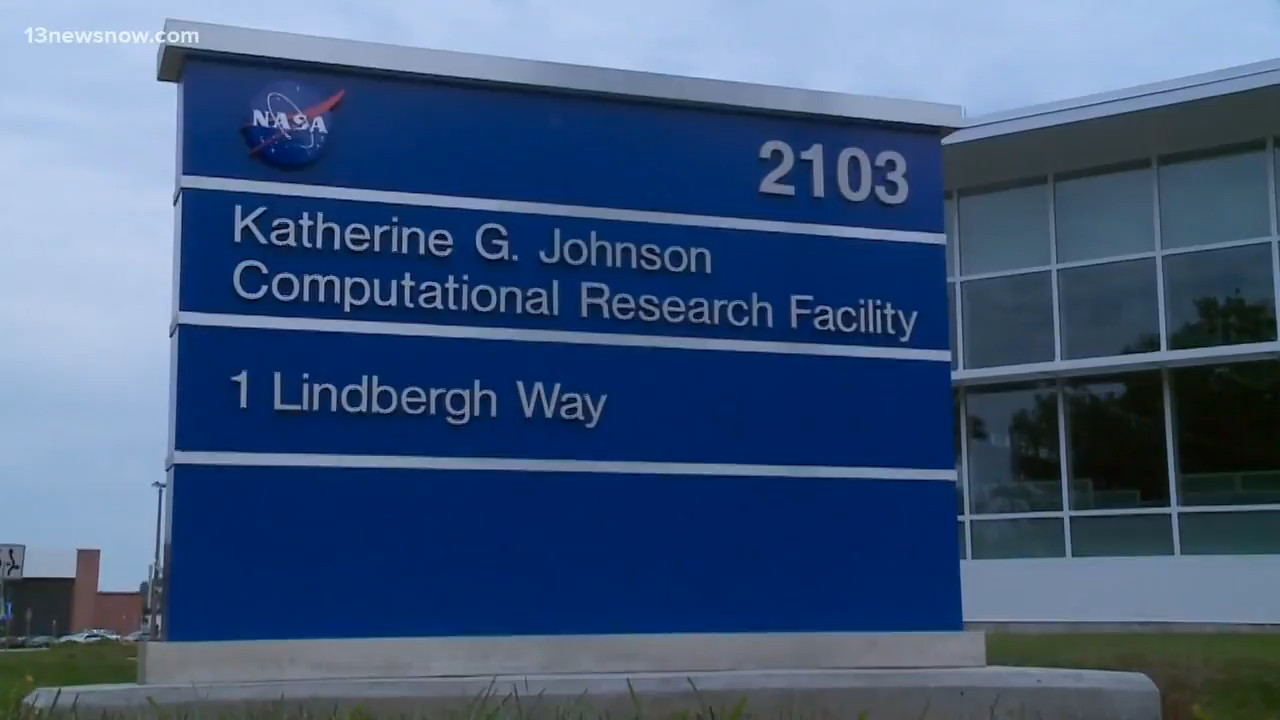 13newsnow.com
NASA
2103
Katherine G. Johnson
Computational Research Facility
1 Lindbergh Way